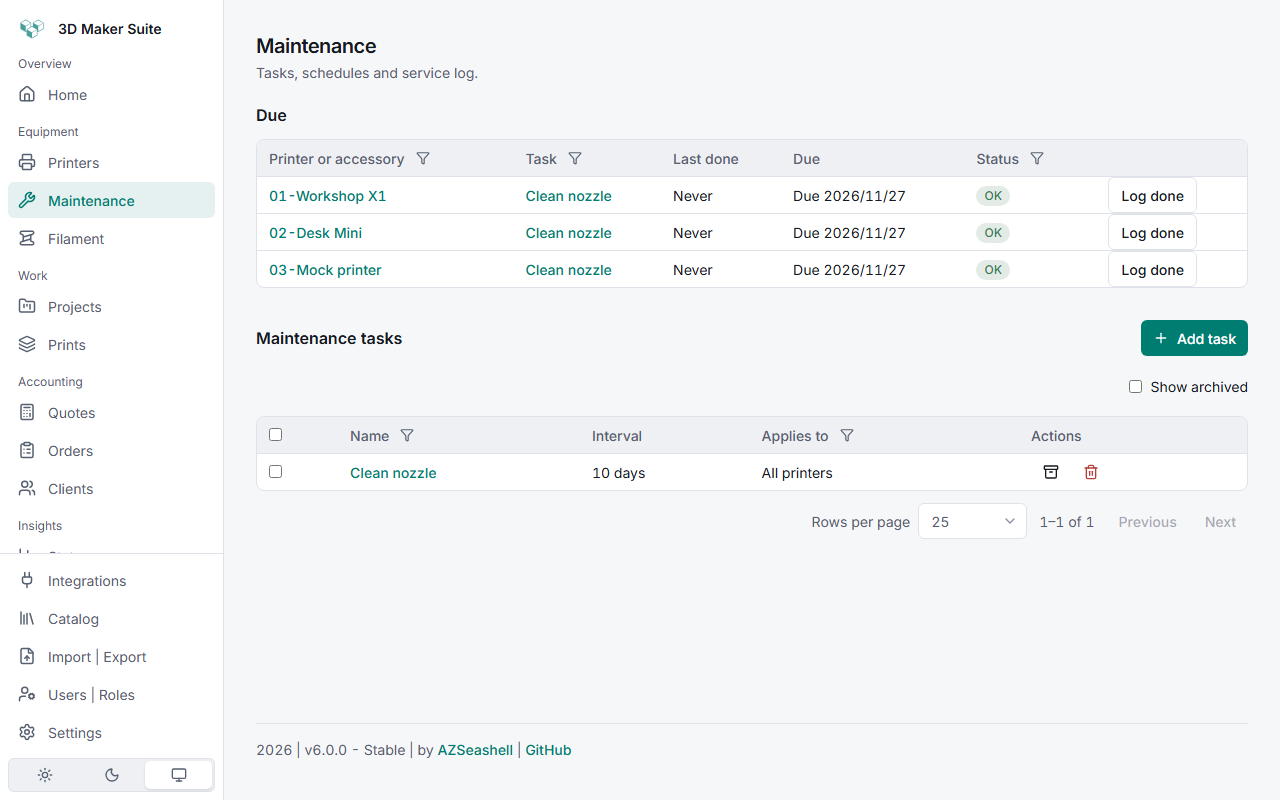 3D Maker Suite
Overview
Home
Equipment
Printers
Maintenance
Filament
Work
Projects
Prints
Accounting
Quotes
Orders
Clients
Insights
Integrations
Catalog
Import | Export
Users | Roles
Settings
Maintenance
Tasks, schedules and service log.
Due
Printer or accessory Task Last done Due Status
01-Workshop X1 Clean nozzle Never Due 2026/11/27 OK Log done
02-Desk Mini Clean nozzle Never Due 2026/11/27 OK Log done
03-Mock printer Clean nozzle Never Due 2026/11/27 OK Log done
Maintenance tasks
+ Add task
Show archived
Name Interval Applies to Actions
Clean nozzle 10 days All printers
Rows per page 25 1–1 of 1 Previous Next
2026 | v6.0.0 - Stable | by AZSeashell | GitHub